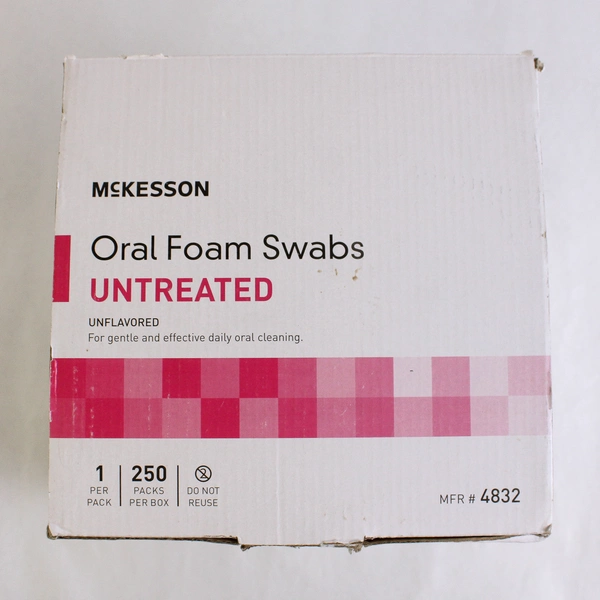 McKESSON
Oral Foam Swabs
UNTREATED
UNFLAVORED
For gentle and effective daily oral cleaning.
1 250
PER PACKS DO NOT
PACK PER BOX REUSE
MFR # 4832